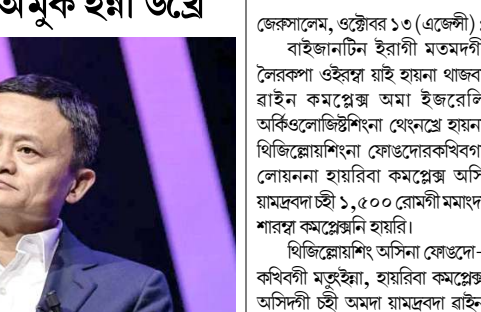 অমুক হন্না উখ্রে
জেরুসালেম, ওক্টোবর ১৩ (এজেন্সী) :
বাইজানটিন ইরাগী মতমদগী
লৈরকপা ওইরম্বা য়াই হায়না থাজবা
ৱাইন কমপ্লেক্স অমা ইজরেলি
অর্কিওলোজিষ্টশিংনা থেংনখ্রে হায়না
থিজিল্লোয়শিংনা ফোঙদোরকখিবগা
লোয়ননা হায়রিবা কমপ্লেক্স অসি
য়ামদ্রবদা চহী ১,৫০০ রোমগী মমাংদা
শারম্বা কমপ্লেক্সনি হায়রি।
থিজিল্লোয়শিং অসিনা ফোঙদো-
কখিবগী মতুংইন্না, হায়রিবা কমপ্লেক্স
অসিদগী চহী অমদা য়ামদ্রবদা ৱাইন